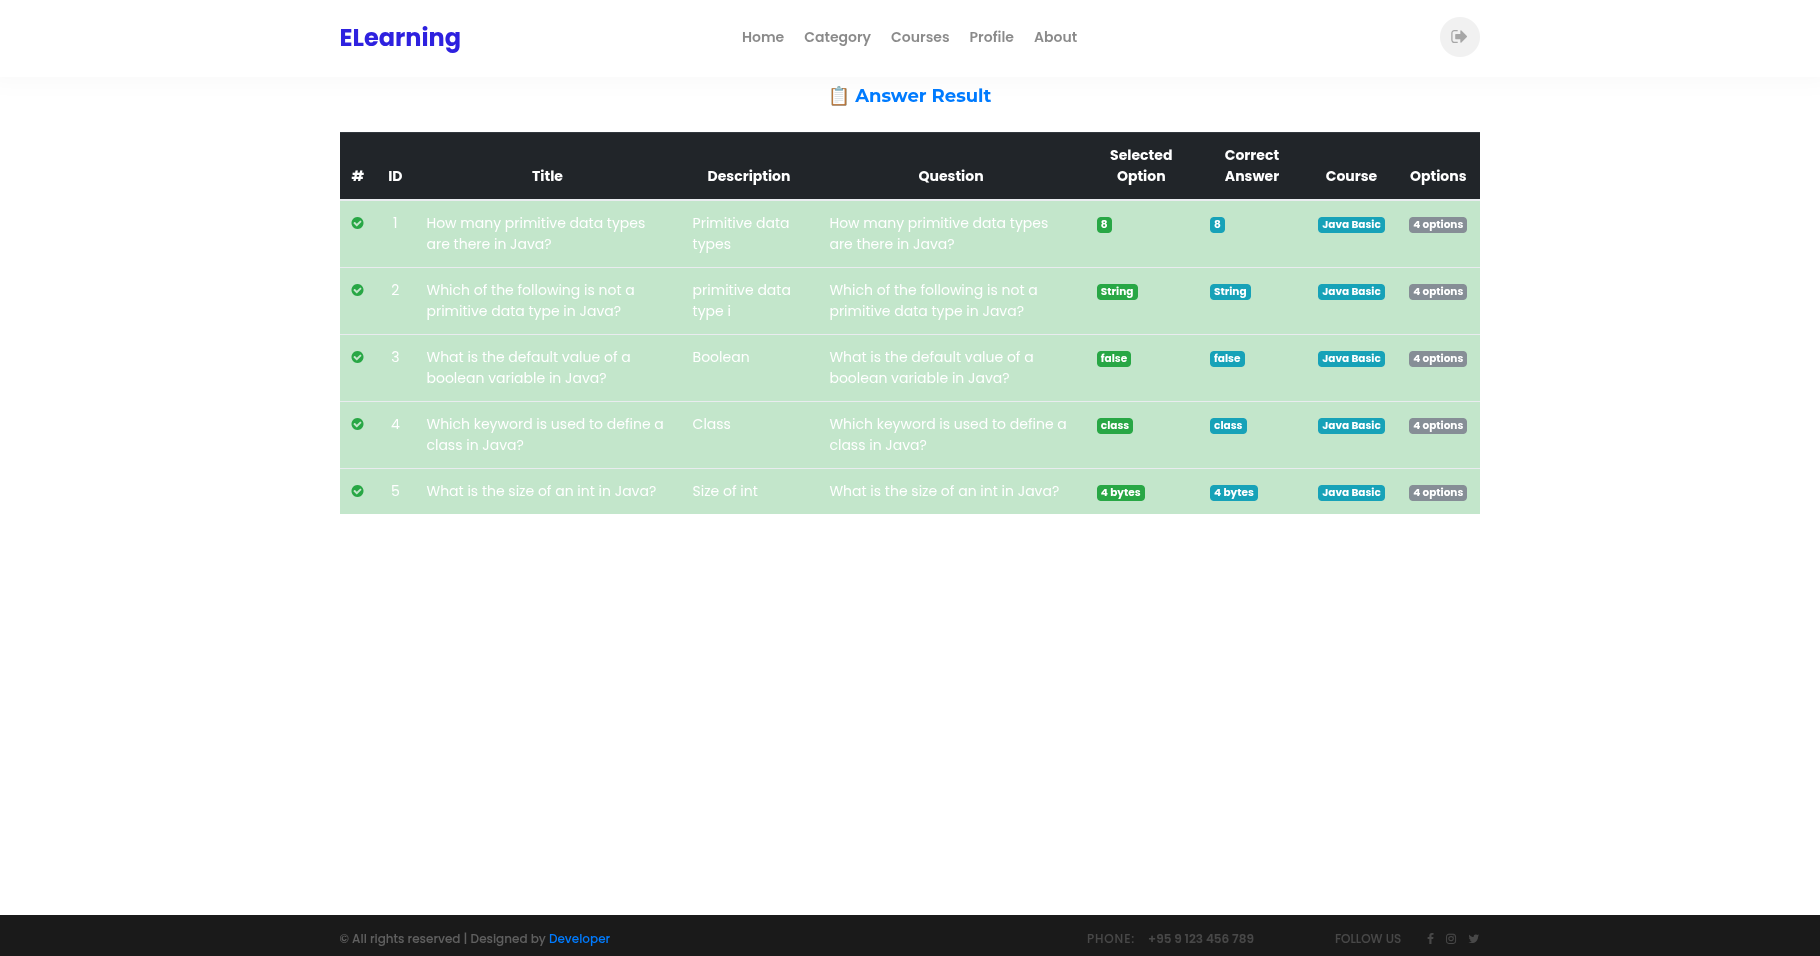 ELearning
Home Category Courses Profile About
📋 Answer Result
# ID Title Description Question Selected Option Correct Answer Course Options
1 How many primitive data types are there in Java? Primitive data types How many primitive data types are there in Java? 8 8 Java Basic 4 options
2 Which of the following is not a primitive data type in Java? primitive data type i Which of the following is not a primitive data type in Java? String String Java Basic 4 options
3 What is the default value of a boolean variable in Java? Boolean What is the default value of a boolean variable in Java? false false Java Basic 4 options
4 Which keyword is used to define a class in Java? Class Which keyword is used to define a class in Java? class class Java Basic 4 options
5 What is the size of an int in Java? Size of int What is the size of an int in Java? 4 bytes 4 bytes Java Basic 4 options
© All rights reserved | Designed by Developer PHONE: +95 9 123 456 789 FOLLOW US